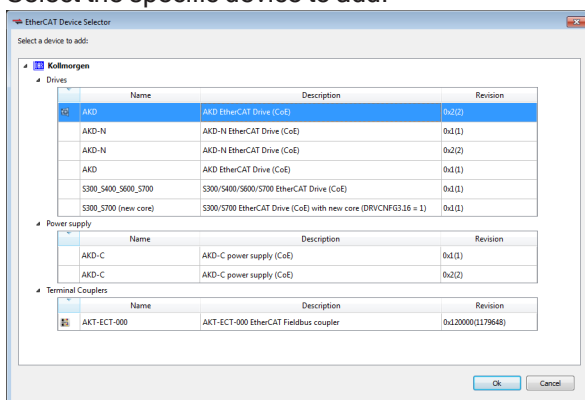 Select the specific device to add.
EtherCAT Device Selector
Select a device to add:
Kollmorgen
Drives
Name Description Revision
AKD AKD EtherCAT Drive (CoE) 0x2(2)
AKD-N AKD-N EtherCAT Drive (CoE) 0x1(1)
AKD-N AKD-N EtherCAT Drive (CoE) 0x2(2)
AKD AKD EtherCAT Drive (CoE) 0x1(1)
S300_S400_S600_S700 S300/S400/S600/S700 EtherCAT Drive (CoE) 0x1(1)
S300_S700 (new core) S300/S700 EtherCAT Drive (CoE) with new core (DRVCNFG3.16 = 1) 0x1(1)
Power supply
Name Description Revision
AKD-C AKD-C power supply (CoE) 0x1(1)
AKD-C AKD-C power supply (CoE) 0x2(2)
Terminal Couplers
Name Description Revision
AKT-ECT-000 AKT-ECT-000 EtherCAT Fieldbus coupler 0x120000(1179648)
Ok Cancel